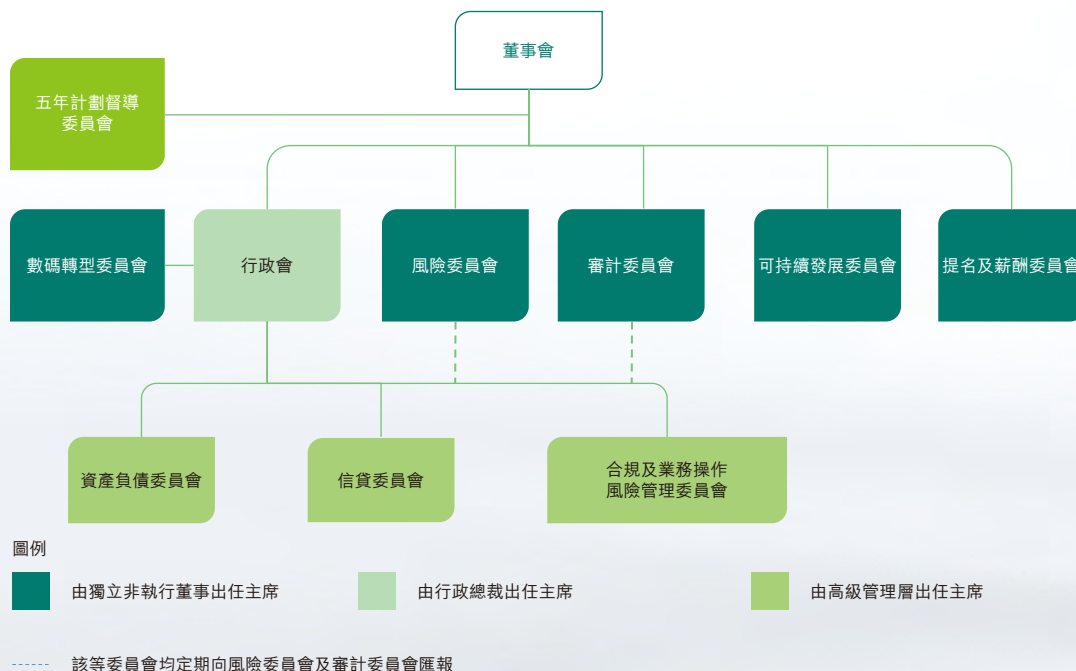 董事會
五年計劃督導
委員會
數碼轉型委員會
行政會
風險委員會
審計委員會
可持續發展委員會
提名及薪酬委員會
資產負債委員會
信貸委員會
合規及業務操作
風險管理委員會
圖例
由獨立非執行董事出任主席
由行政總裁出任主席
由高級管理層出任主席
該等委員會均定期向風險委員會及審計委員會匯報